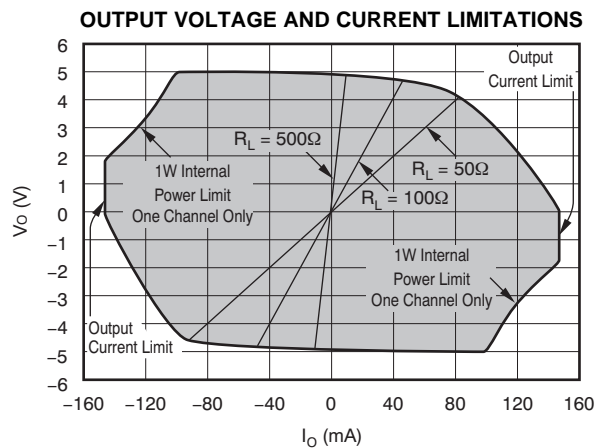 OUTPUT VOLTAGE AND CURRENT LIMITATIONS
6
5
4
3
2
1
0
−1
−2
−3
−4
−5
−6
VO (V)
Output
Current Limit
RL = 500Ω
1W Internal
Power Limit
One Channel Only
RL = 50Ω
RL = 100Ω
1W Internal
Power Limit
One Channel Only
Output
Current Limit
−160 −120 −80 −40 0 40 80 120 160
IO (mA)